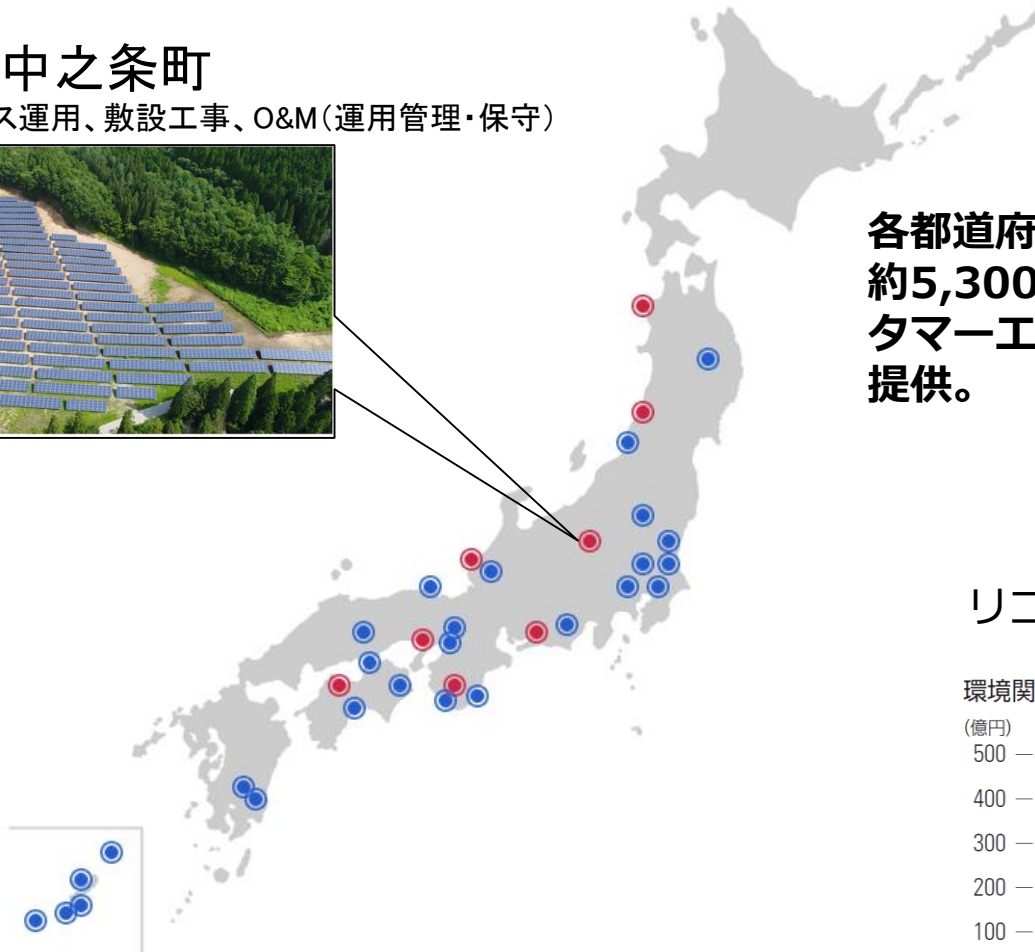 中之条町
ス運用、敷設工事、O&M(運用管理・保守)
各都道府
約5,300
タマーエ
提供。
リニ
環境関
(億円)
500
400
300
200
100